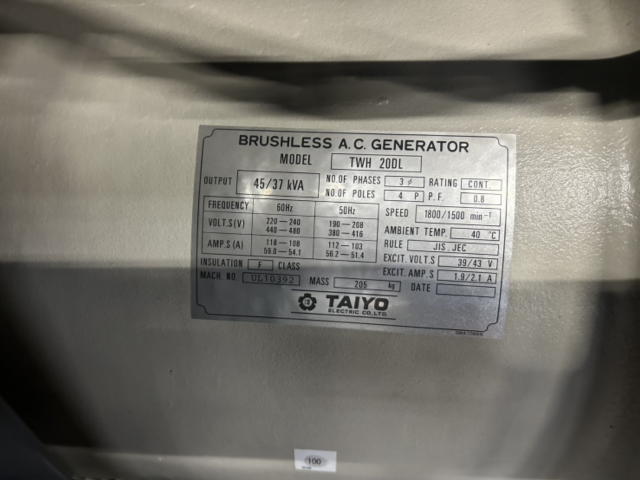 BRUSHLESS A.C. GENERATOR
MODEL TWH 20DL
OUTPUT 45/37 kVA
NO.OF PHASES 3 φ RATING CONT.
NO.OF POLES 4 P P.F. 0.8
FREQUENCY 60Hz 50Hz
SPEED 1800/1500 min⁻¹
VOLT.S(V) 220-240 190-208
440-480 380-416
AMBIENT TEMP. 40 ℃
AMP.S(A) 118-108 112-103
59.0-54.1 56.2-51.4
RULE JIS.JEC
EXCIT.VOLT.S 39/43 V
INSULATION F CLASS
EXCIT.AMP.S 1.9/2.1 A
MACH NO. UL10392 MASS 205 kg DATE
TAIYO
ELECTRIC CO.,LTD.
100